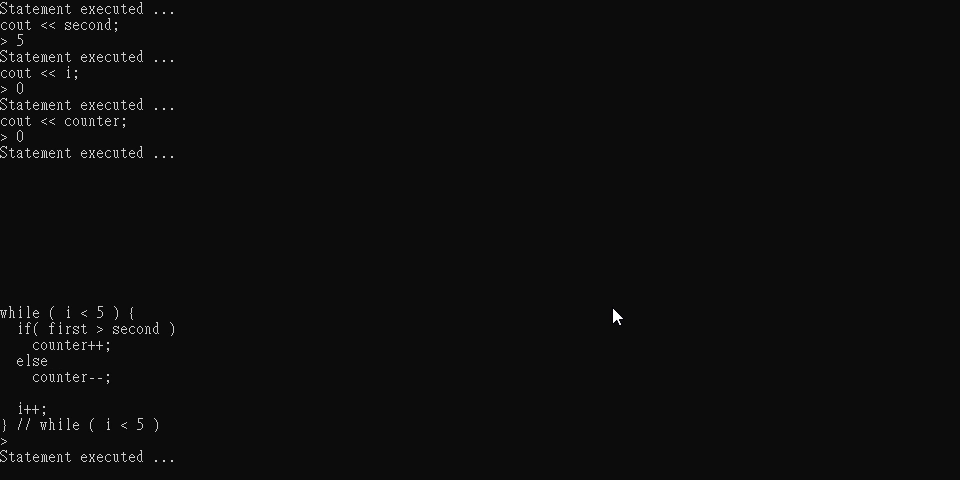 Statement executed ...
cout << second;
> 5
Statement executed ...
cout << i;
> 0
Statement executed ...
cout << counter;
> 0
Statement executed ...
while ( i < 5 ) {
  if( first > second )
    counter++;
  else
    counter--;
  i++;
} // while ( i < 5 )
>
Statement executed ...